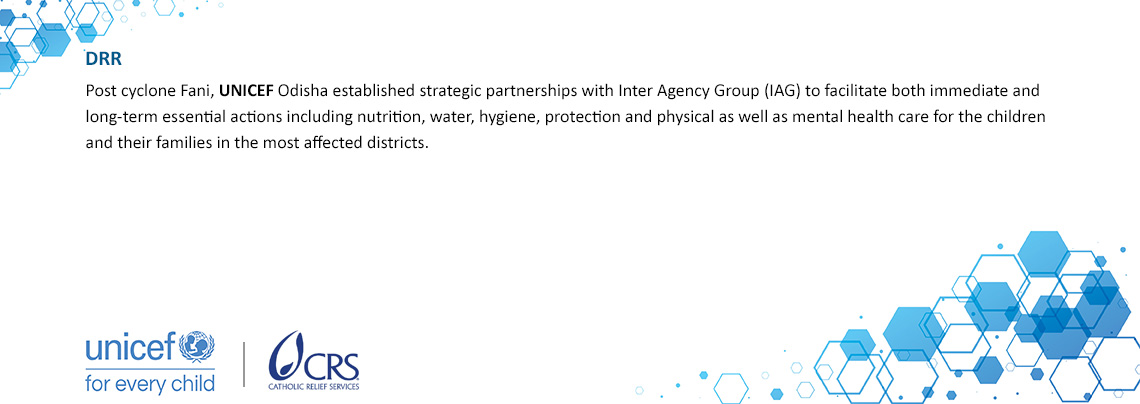 DRR
Post cyclone Fani, UNICEF Odisha established strategic partnerships with Inter Agency Group (IAG) to facilitate both immediate and
long-term essential actions including nutrition, water, hygiene, protection and physical as well as mental health care for the children
and their families in the most affected districts.
unicef
for every child
CRS
CATHOLIC RELIEF SERVICES